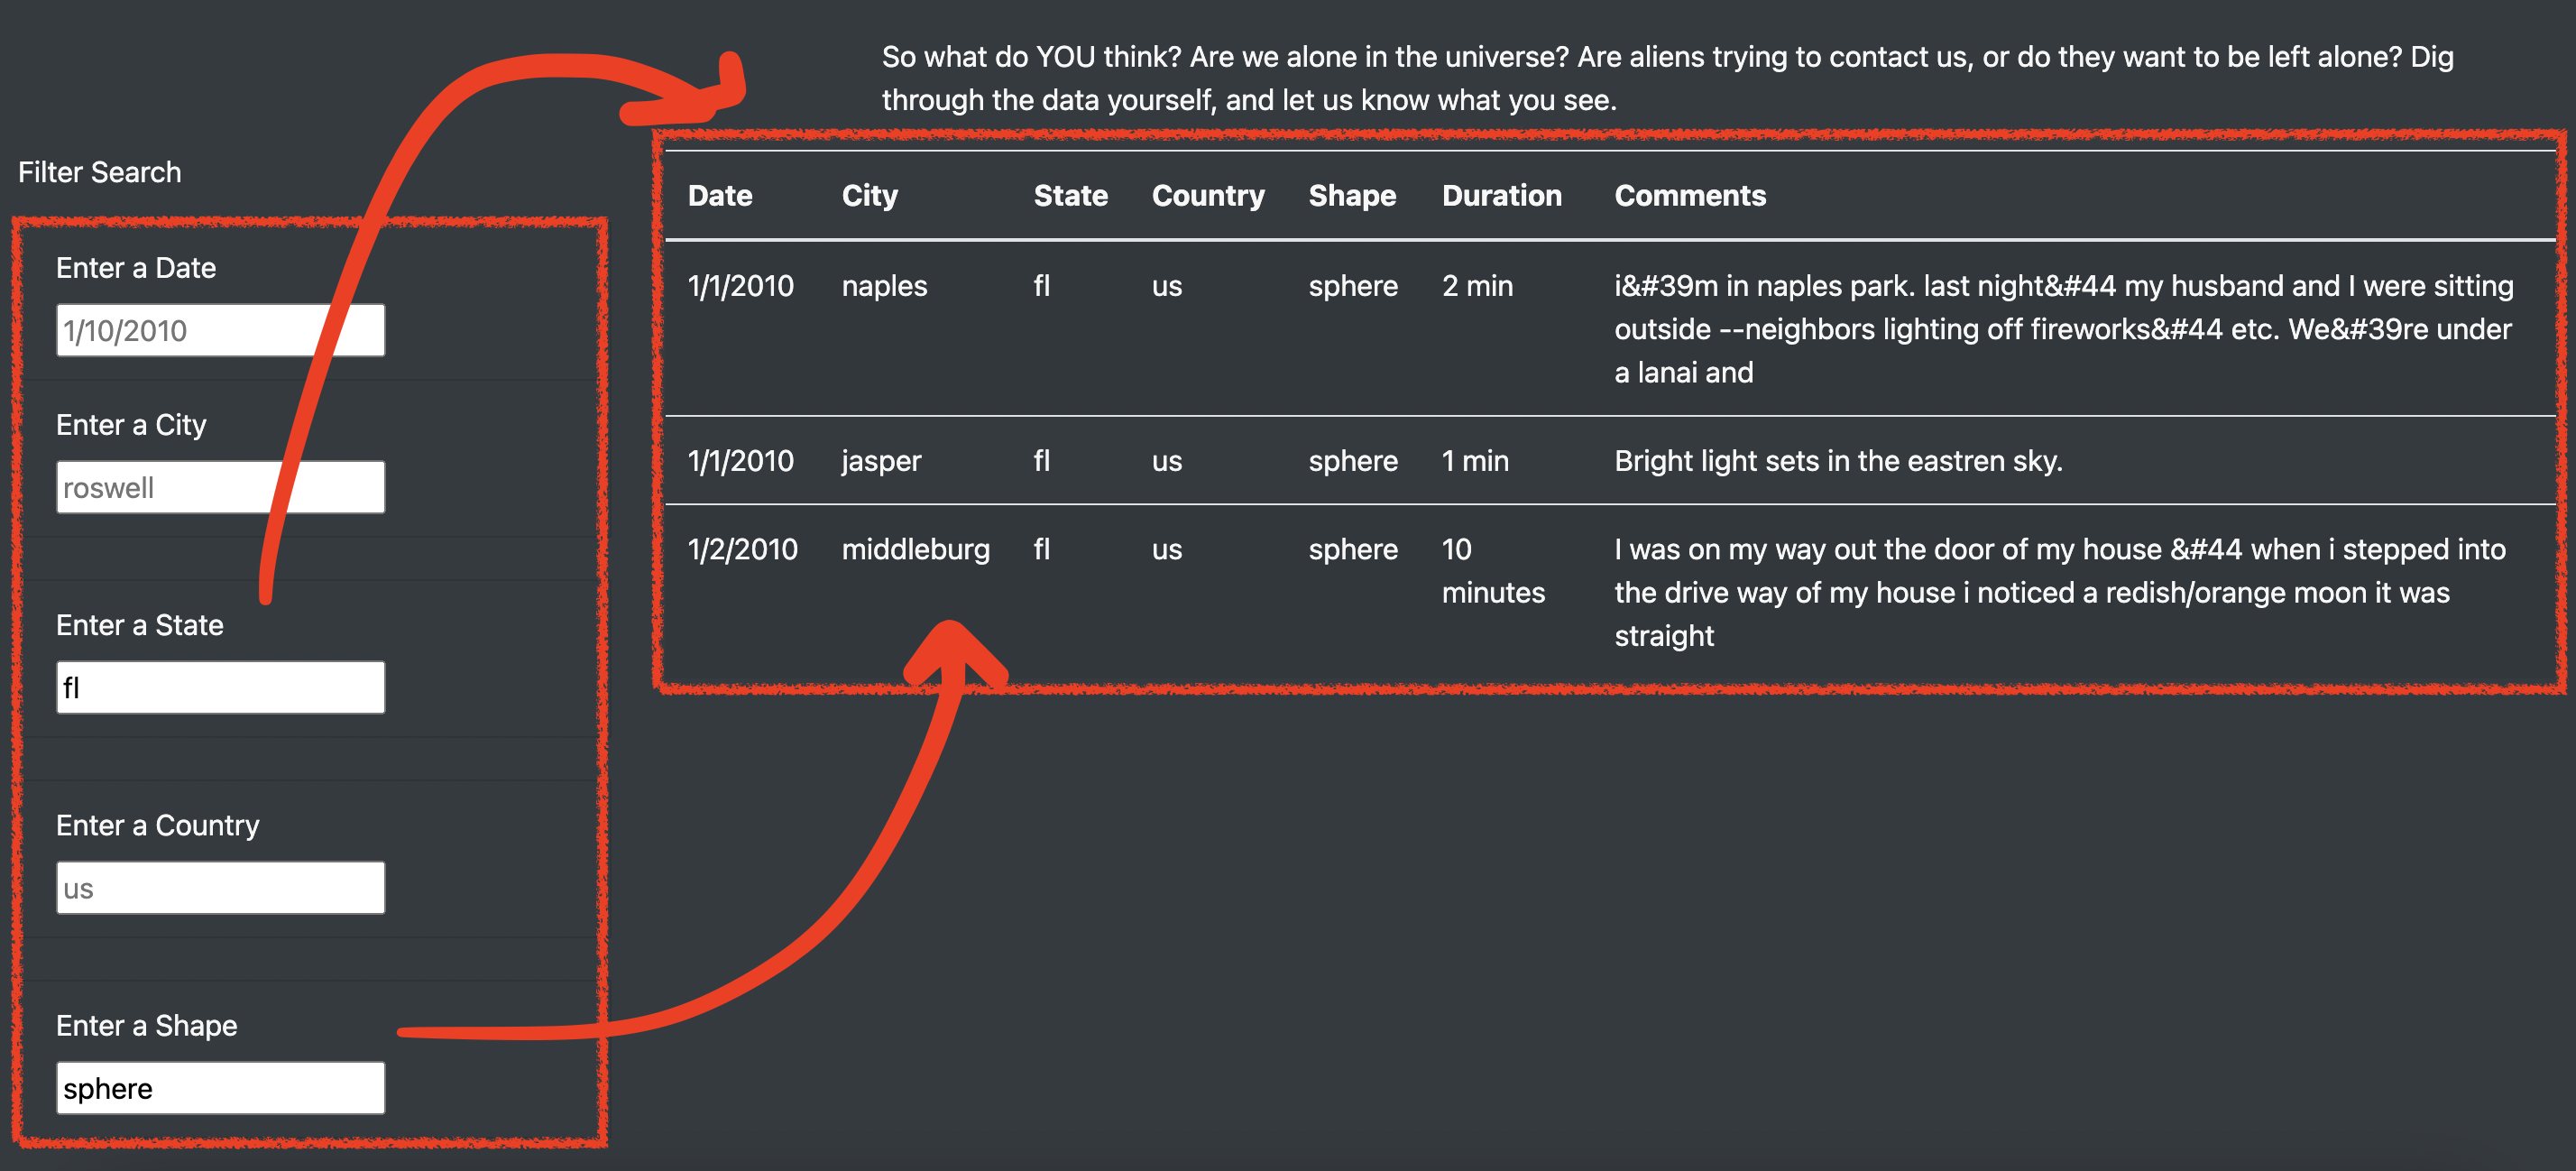 So what do YOU think? Are we alone in the universe? Are aliens trying to contact us, or do they want to be left alone? Dig
through the data yourself, and let us know what you see.
Filter Search
Enter a Date
1/10/2010
Enter a City
roswell
Enter a State
fl
Enter a Country
us
Enter a Shape
sphere
Date City State Country Shape Duration Comments
1/1/2010 naples fl us sphere 2 min i&#39m in naples park. last night&#44 my husband and I were sitting
outside --neighbors lighting off fireworks&#44 etc. We&#39re under
a lanai and
1/1/2010 jasper fl us sphere 1 min Bright light sets in the eastren sky.
1/2/2010 middleburg fl us sphere 10 I was on my way out the door of my house &#44 when i stepped into
minutes the drive way of my house i noticed a redish/orange moon it was
straight